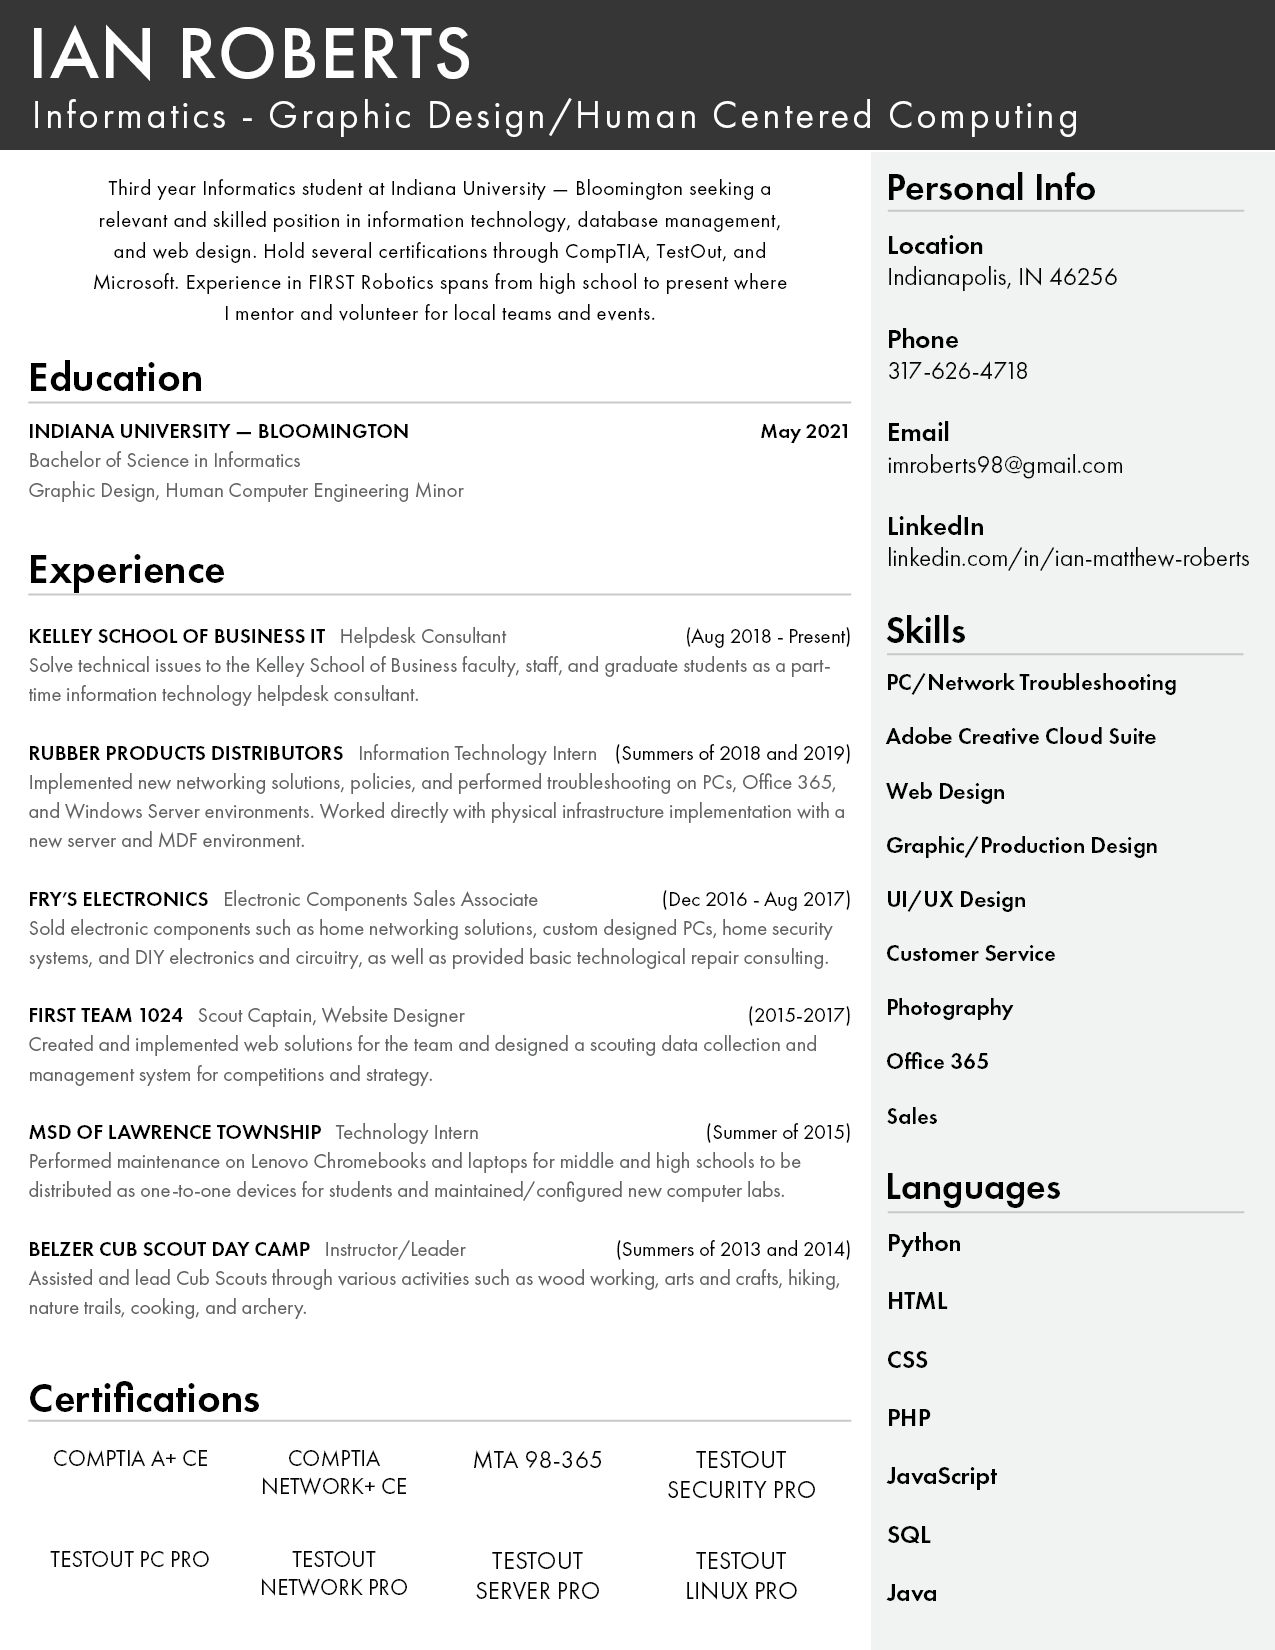 IAN ROBERTS
Informatics - Graphic Design/Human Centered Computing
Third year Informatics student at Indiana University — Bloomington seeking a
relevant and skilled position in information technology, database management,
and web design. Hold several certifications through CompTIA, TestOut, and
Microsoft. Experience in FIRST Robotics spans from high school to present where
I mentor and volunteer for local teams and events.
Education
INDIANA UNIVERSITY — BLOOMINGTON May 2021
Bachelor of Science in Informatics
Graphic Design, Human Computer Engineering Minor
Experience
KELLEY SCHOOL OF BUSINESS IT Helpdesk Consultant (Aug 2018 - Present)
Solve technical issues to the Kelley School of Business faculty, staff, and graduate students as a part-
time information technology helpdesk consultant.
RUBBER PRODUCTS DISTRIBUTORS Information Technology Intern (Summers of 2018 and 2019)
Implemented new networking solutions, policies, and performed troubleshooting on PCs, Office 365,
and Windows Server environments. Worked directly with physical infrastructure implementation with a
new server and MDF environment.
FRY'S ELECTRONICS Electronic Components Sales Associate (Dec 2016 - Aug 2017)
Sold electronic components such as home networking solutions, custom designed PCs, home security
systems, and DIY electronics and circuitry, as well as provided basic technological repair consulting.
FIRST TEAM 1024 Scout Captain, Website Designer (2015-2017)
Created and implemented web solutions for the team and designed a scouting data collection and
management system for competitions and strategy.
MSD OF LAWRENCE TOWNSHIP Technology Intern (Summer of 2015)
Performed maintenance on Lenovo Chromebooks and laptops for middle and high schools to be
distributed as one-to-one devices for students and maintained/configured new computer labs.
BELZER CUB SCOUT DAY CAMP Instructor/Leader (Summers of 2013 and 2014)
Assisted and lead Cub Scouts through various activities such as wood working, arts and crafts, hiking,
nature trails, cooking, and archery.
Certifications
COMPTIA A+ CE
COMPTIA
NETWORK+ CE
MTA 98-365
TESTOUT
SECURITY PRO
TESTOUT PC PRO
TESTOUT
NETWORK PRO
TESTOUT
SERVER PRO
TESTOUT
LINUX PRO
Personal Info
Location
Indianapolis, IN 46256
Phone
317-626-4718
Email
imroberts98@gmail.com
LinkedIn
linkedin.com/in/ian-matthew-roberts
Skills
PC/Network Troubleshooting
Adobe Creative Cloud Suite
Web Design
Graphic/Production Design
UI/UX Design
Customer Service
Photography
Office 365
Sales
Languages
Python
HTML
CSS
PHP
JavaScript
SQL
Java